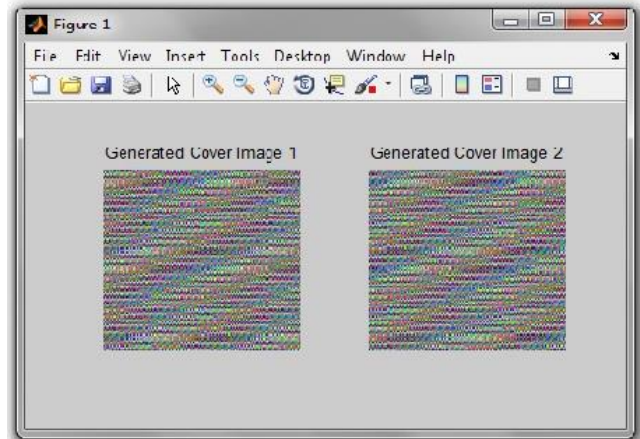 Figure 1
File Edit View Insert Tools Desktop Window Help
Generated Cover Image 1 Generated Cover Image 2